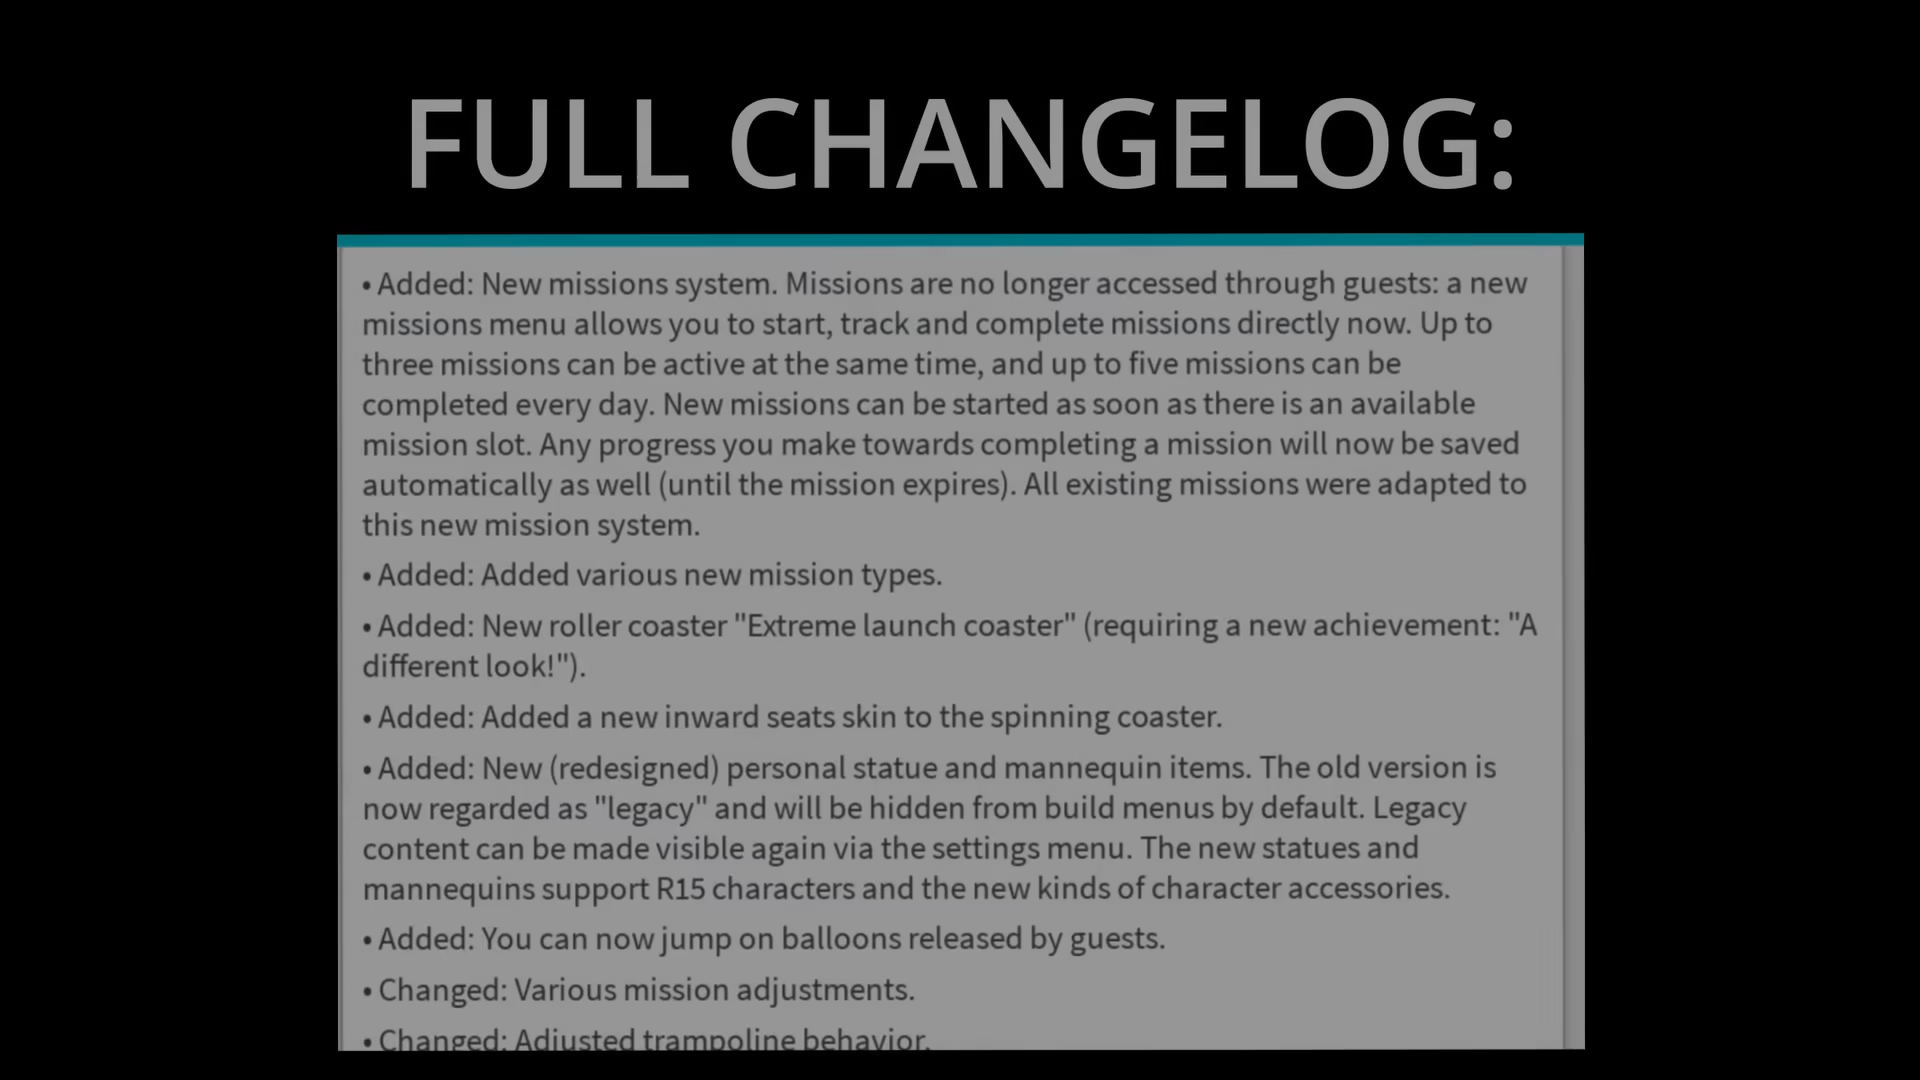 FULL CHANGELOG:
• Added: New missions system. Missions are no longer accessed through guests: a new
missions menu allows you to start, track and complete missions directly now. Up to
three missions can be active at the same time, and up to five missions can be
completed every day. New missions can be started as soon as there is an available
mission slot. Any progress you make towards completing a mission will now be saved
automatically as well (until the mission expires). All existing missions were adapted to
this new mission system.
• Added: Added various new mission types.
• Added: New roller coaster "Extreme launch coaster" (requiring a new achievement: "A
different look!").
• Added: Added a new inward seats skin to the spinning coaster.
• Added: New (redesigned) personal statue and mannequin items. The old version is
now regarded as "legacy" and will be hidden from build menus by default. Legacy
content can be made visible again via the settings menu. The new statues and
mannequins support R15 characters and the new kinds of character accessories.
• Added: You can now jump on balloons released by guests.
• Changed: Various mission adjustments.
• Changed: Adjusted trampoline behavior.